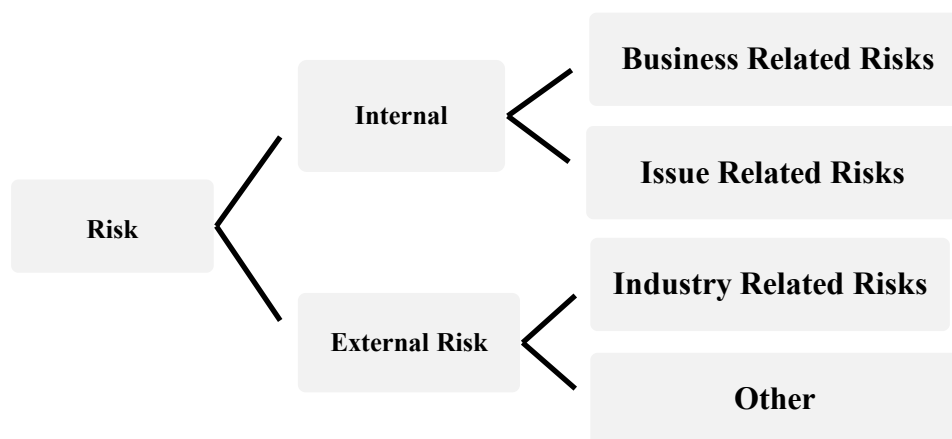 Business Related Risks
Internal
Issue Related Risks
Risk
Industry Related Risks
External Risk
Other